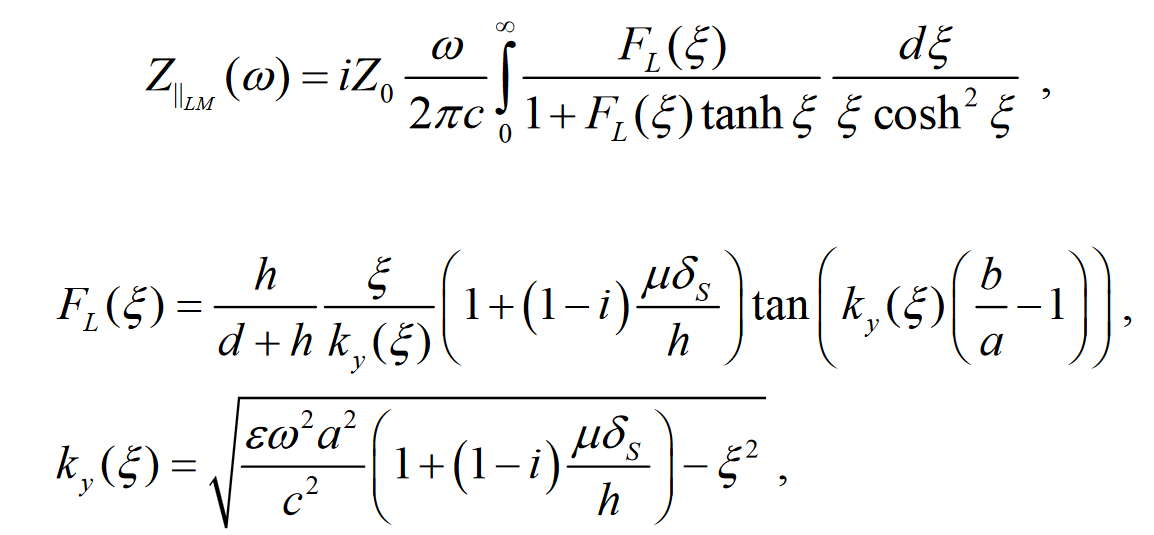 $Z_{\parallel_{LM}}(\omega) = iZ_0 \frac{\omega}{2\pi c} \int_0^\infty \frac{F_L(\xi)}{1 + F_L(\xi)\tanh\xi} \frac{d\xi}{\xi\cosh^2\xi}$ ,
$F_L(\xi) = \frac{h}{d+h} \frac{\xi}{k_y(\xi)} \left(1 + (1-i)\frac{\mu\delta_S}{h}\right) \tan\left(k_y(\xi)\left(\frac{b}{a} - 1\right)\right)$ ,
$k_y(\xi) = \sqrt{\frac{\varepsilon\omega^2 a^2}{c^2}\left(1 + (1-i)\frac{\mu\delta_S}{h}\right) - \xi^2}$ ,